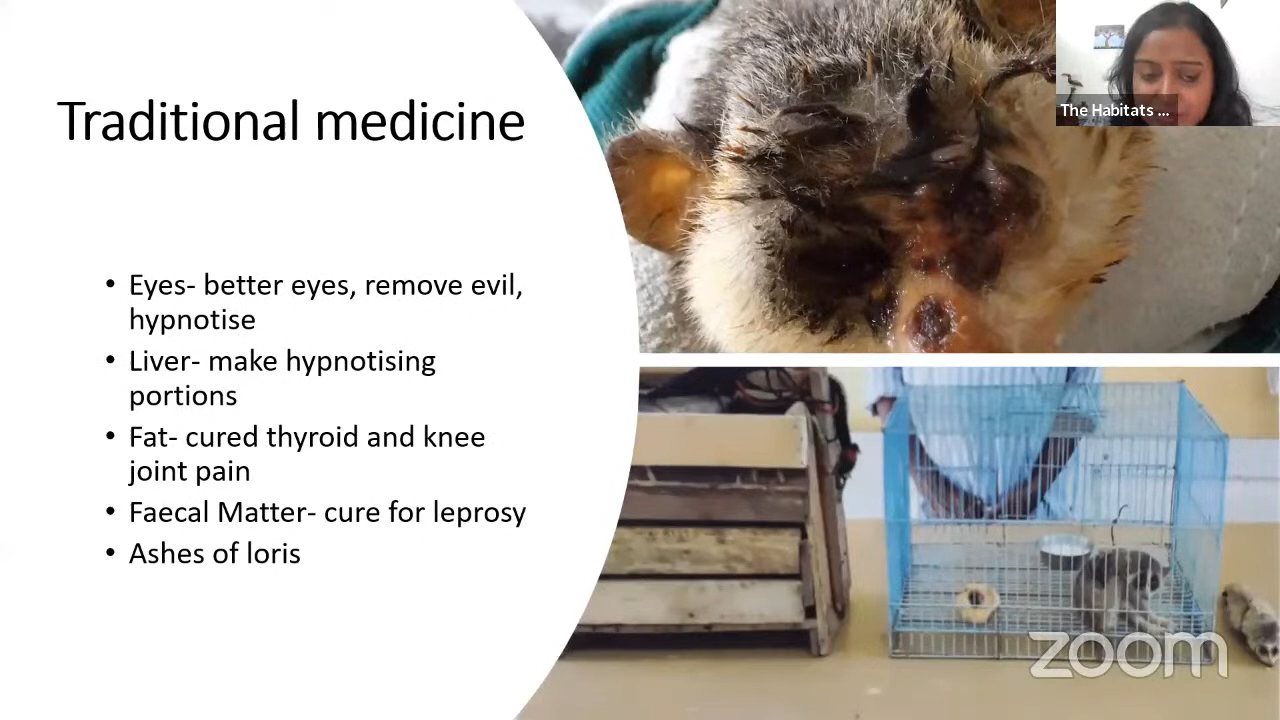 Traditional medicine
• Eyes- better eyes, remove evil,
hypnotise
• Liver- make hypnotising
portions
• Fat- cured thyroid and knee
joint pain
• Faecal Matter- cure for leprosy
• Ashes of loris
The Habitats ...
zoom